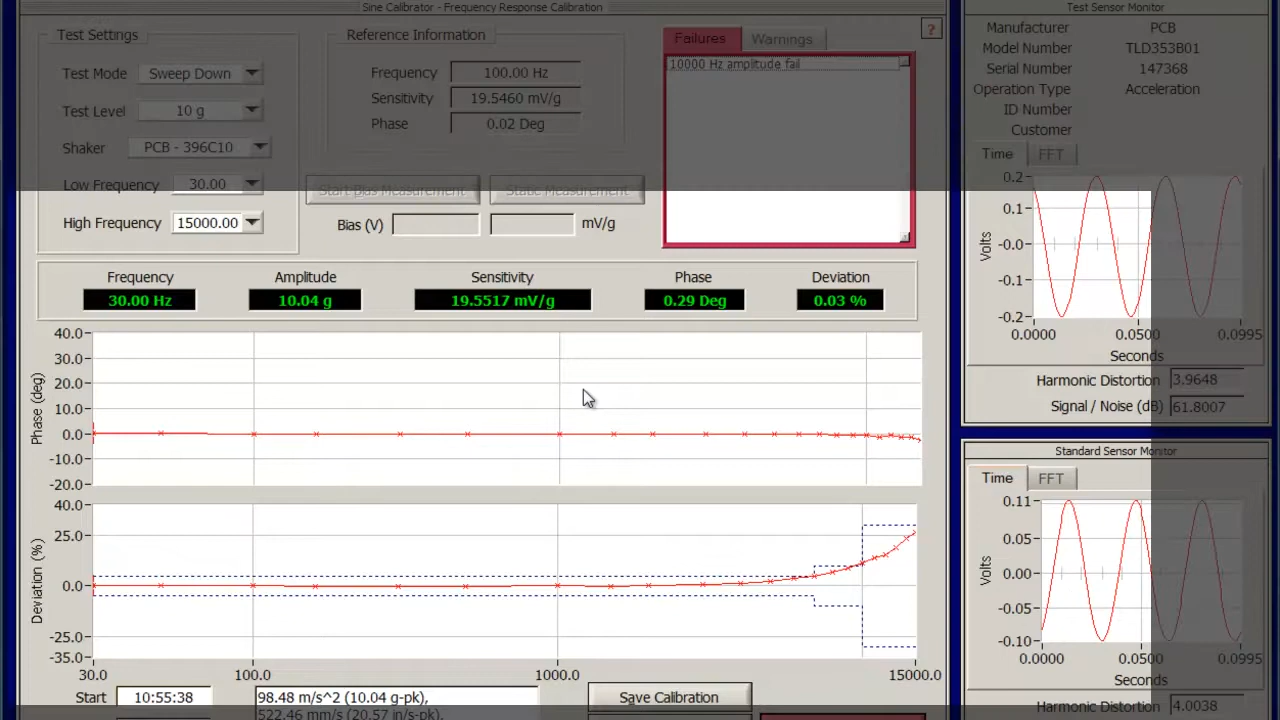 Sine Calibrator - Frequency Response Calibration
Test Settings
Test Mode Sweep Down
Test Level 10 g
Shaker PCB - 396C10
Low Frequency 30.00
High Frequency 15000.00
Reference Information
Frequency 100.00 Hz
Sensitivity 19.5460 mV/g
Phase 0.02 Deg
Start Bias Measurement Static Measurement
Bias (V) mV/g
?
Failures Warnings
10000 Hz amplitude fail
Frequency Amplitude Sensitivity Phase Deviation
30.00 Hz 10.04 g 19.5517 mV/g 0.29 Deg 0.03 %
Phase (deg)
40.0
30.0
20.0
10.0
0.0
-10.0
-20.0
Deviation (%)
40.0
25.0
0.0
-25.0
-35.0
30.0 100.0 1000.0 15000.0
Start 10:55:38
98.48 m/s^2 (10.04 g-pk),
522.46 mm/s (20.57 in/s-pk),
Save Calibration
Test Sensor Monitor
Manufacturer PCB
Model Number TLD353B01
Serial Number 147368
Operation Type Acceleration
ID Number
Customer
Time FFT
Volts
0.2
0.1
-0.0
-0.1
-0.2
0.0000 0.0500 0.0995
Seconds
Harmonic Distortion 3.9648
Signal / Noise (dB) 61.8007
Standard Sensor Monitor
Time FFT
Volts
0.11
0.05
0.00
-0.05
-0.10
0.0000 0.0500 0.0995
Seconds
Harmonic Distortion 4.0038